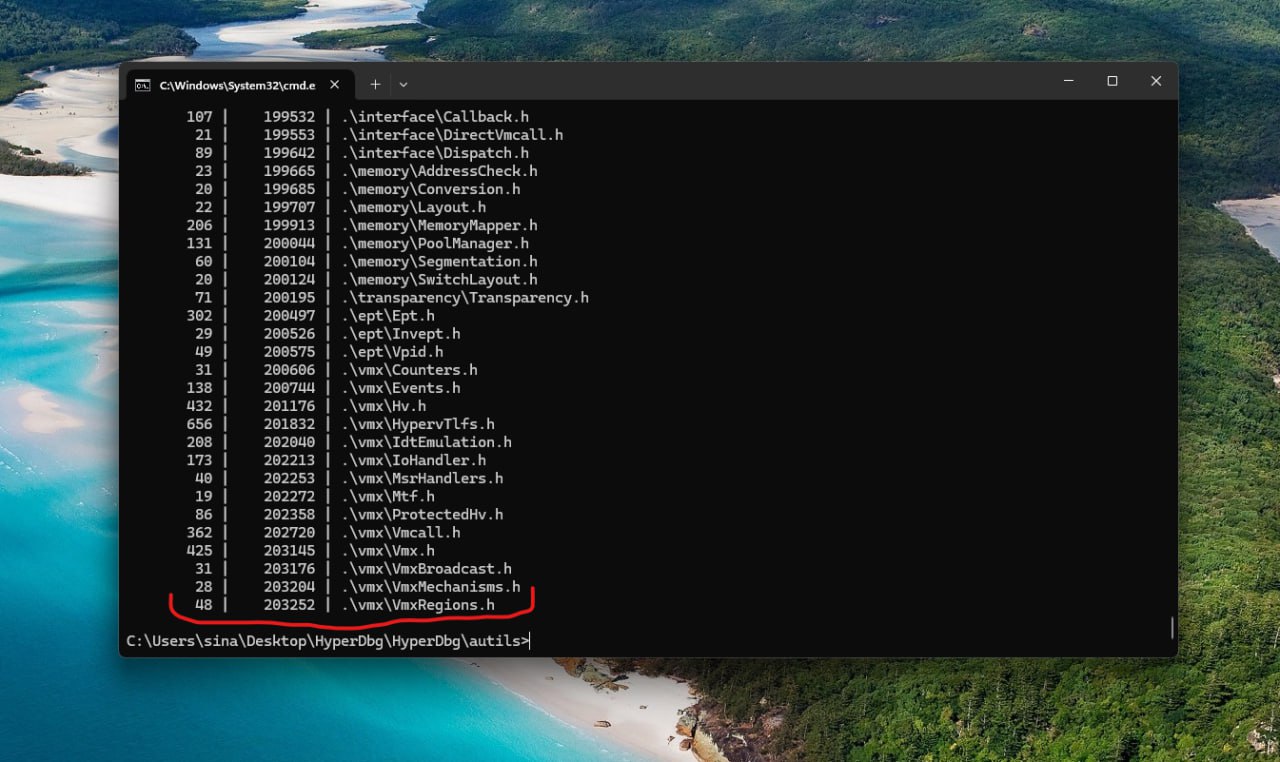 C:\Windows\System32\cmd.e
107 | 199532 | .\interface\Callback.h
21 | 199553 | .\interface\DirectVmcall.h
89 | 199642 | .\interface\Dispatch.h
23 | 199665 | .\memory\AddressCheck.h
20 | 199685 | .\memory\Conversion.h
22 | 199707 | .\memory\Layout.h
206 | 199913 | .\memory\MemoryMapper.h
131 | 200044 | .\memory\PoolManager.h
60 | 200104 | .\memory\Segmentation.h
20 | 200124 | .\memory\SwitchLayout.h
71 | 200195 | .\transparency\Transparency.h
302 | 200497 | .\ept\Ept.h
29 | 200526 | .\ept\Invept.h
49 | 200575 | .\ept\Vpid.h
31 | 200606 | .\vmx\Counters.h
138 | 200744 | .\vmx\Events.h
432 | 201176 | .\vmx\Hv.h
656 | 201832 | .\vmx\HypervTlfs.h
208 | 202040 | .\vmx\IdtEmulation.h
173 | 202213 | .\vmx\IoHandler.h
40 | 202253 | .\vmx\MsrHandlers.h
19 | 202272 | .\vmx\Mtf.h
86 | 202358 | .\vmx\ProtectedHv.h
362 | 202720 | .\vmx\Vmcall.h
425 | 203145 | .\vmx\Vmx.h
31 | 203176 | .\vmx\VmxBroadcast.h
28 | 203204 | .\vmx\VmxMechanisms.h
48 | 203252 | .\vmx\VmxRegions.h
C:\Users\sina\Desktop\HyperDbg\HyperDbg\autils>